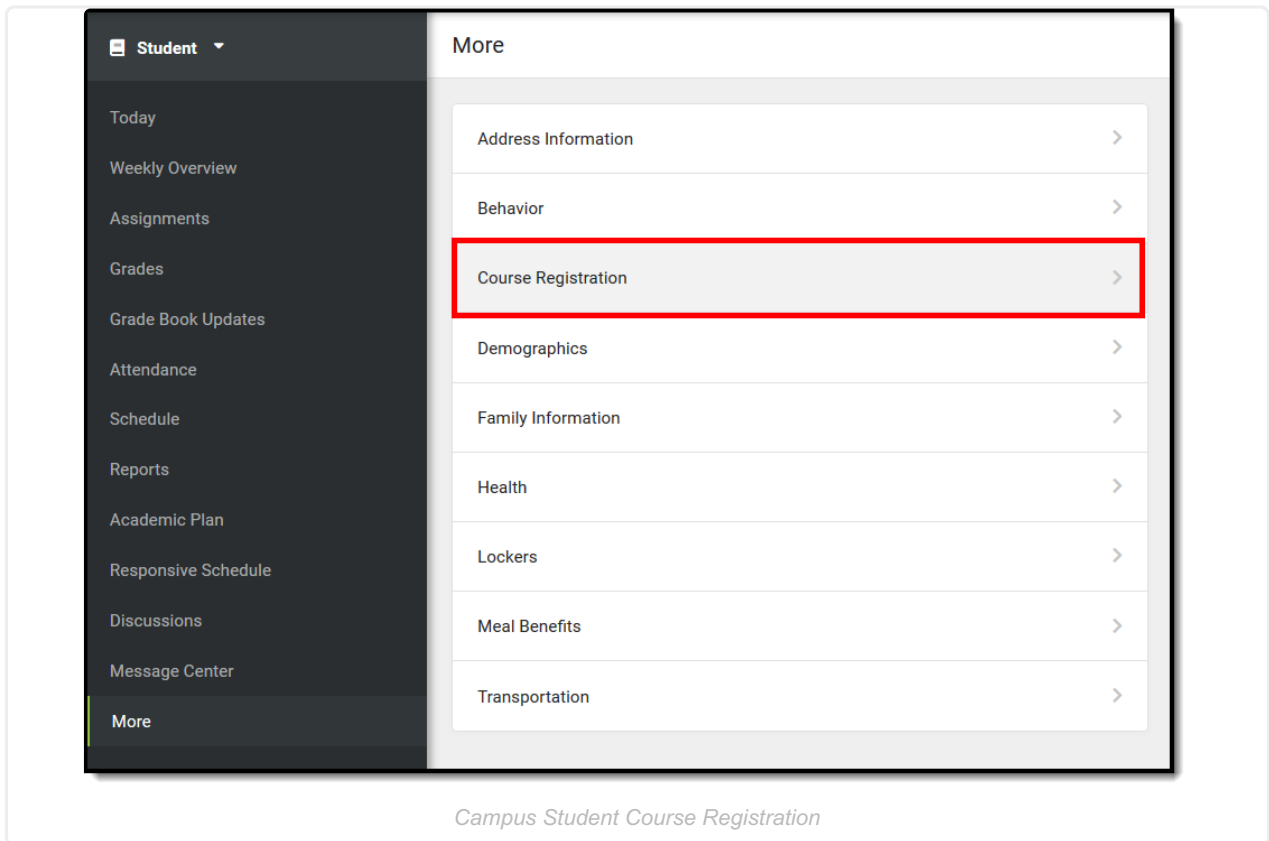 Student
Today
Weekly Overview
Assignments
Grades
Grade Book Updates
Attendance
Schedule
Reports
Academic Plan
Responsive Schedule
Discussions
Message Center
More
More
Address Information
Behavior
Course Registration
Demographics
Family Information
Health
Lockers
Meal Benefits
Transportation
Campus Student Course Registration